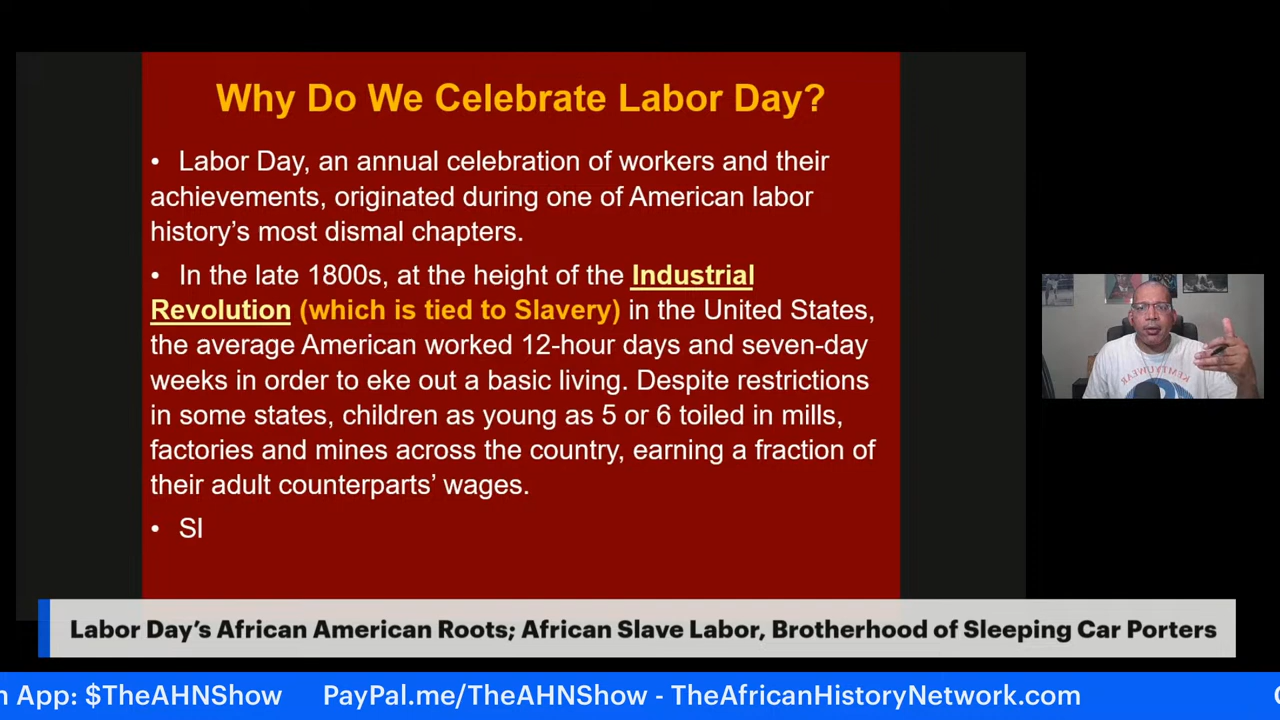 Why Do We Celebrate Labor Day?
• Labor Day, an annual celebration of workers and their
achievements, originated during one of American labor
history’s most dismal chapters.
• In the late 1800s, at the height of the Industrial
Revolution (which is tied to Slavery) in the United States,
the average American worked 12-hour days and seven-day
weeks in order to eke out a basic living. Despite restrictions
in some states, children as young as 5 or 6 toiled in mills,
factories and mines across the country, earning a fraction of
their adult counterparts’ wages.
• Sl
Labor Day’s African American Roots; African Slave Labor, Brotherhood of Sleeping Car Porters
App: $TheAHNShow PayPal.me/TheAHNShow - TheAfricanHistoryNetwork.com